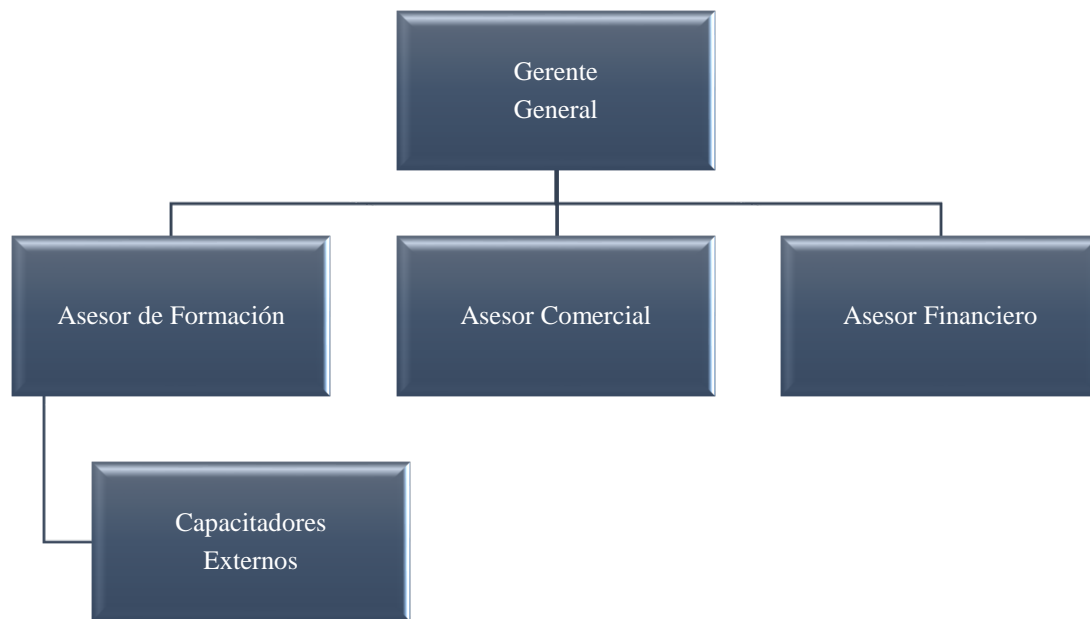 Gerente
General
Asesor de Formación
Asesor Comercial
Asesor Financiero
Capacitadores
Externos